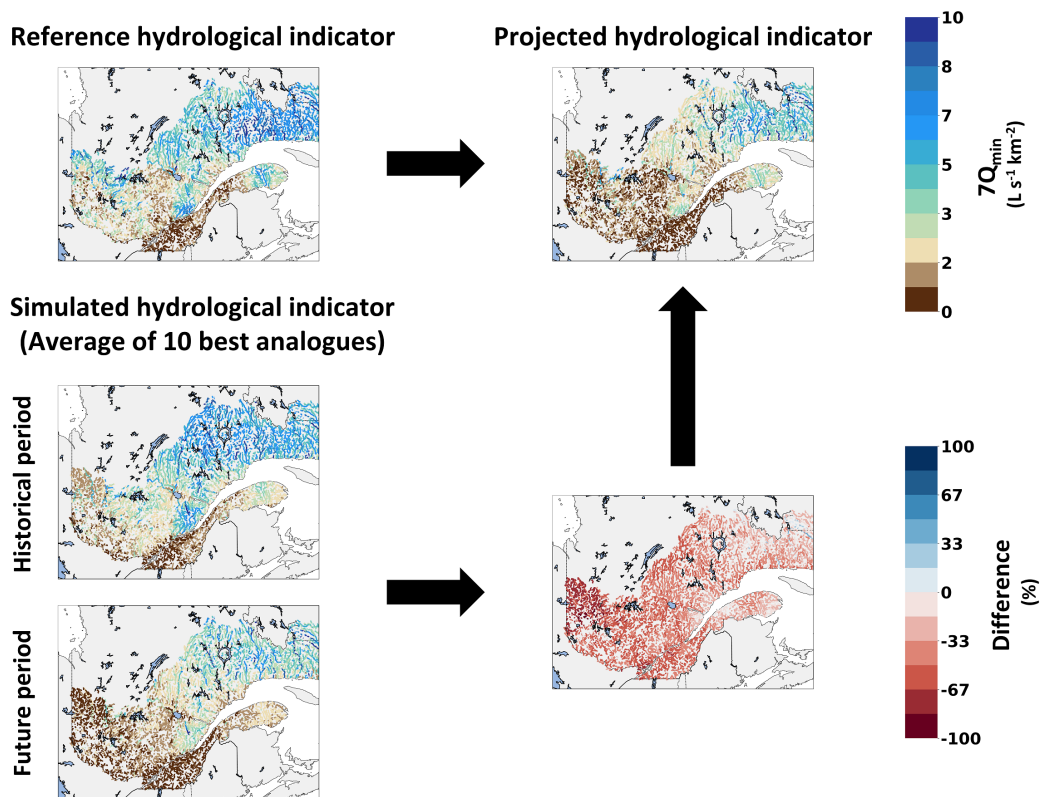 Reference hydrological indicator
Projected hydrological indicator
10
8
7
5
3
2
0
7Qmin
(L s-1 km-2)
Simulated hydrological indicator
(Average of 10 best analogues)
Historical period
Future period
100
67
33
0
-33
-67
-100
Difference
(%)